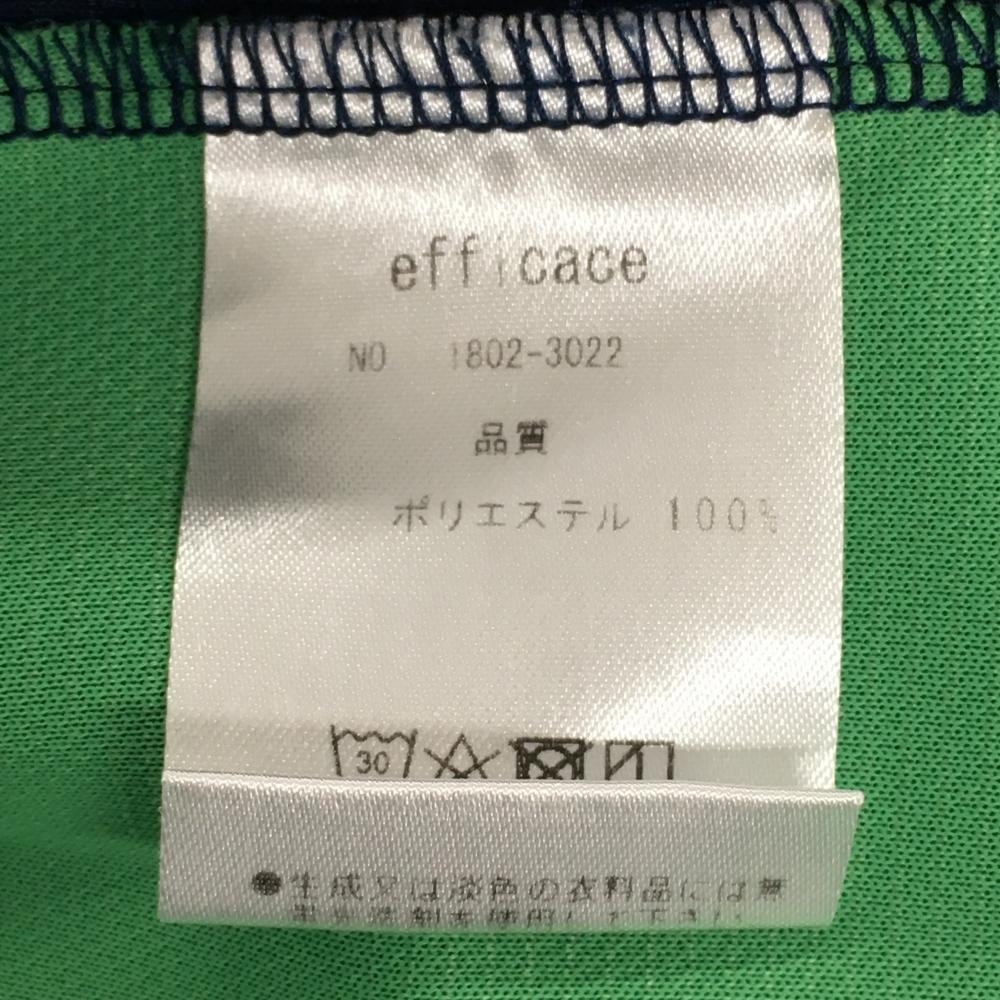 efficace
NO 1802-3022
品質
ポリエステル 100%
30
●生成又は淡色の衣料品には無